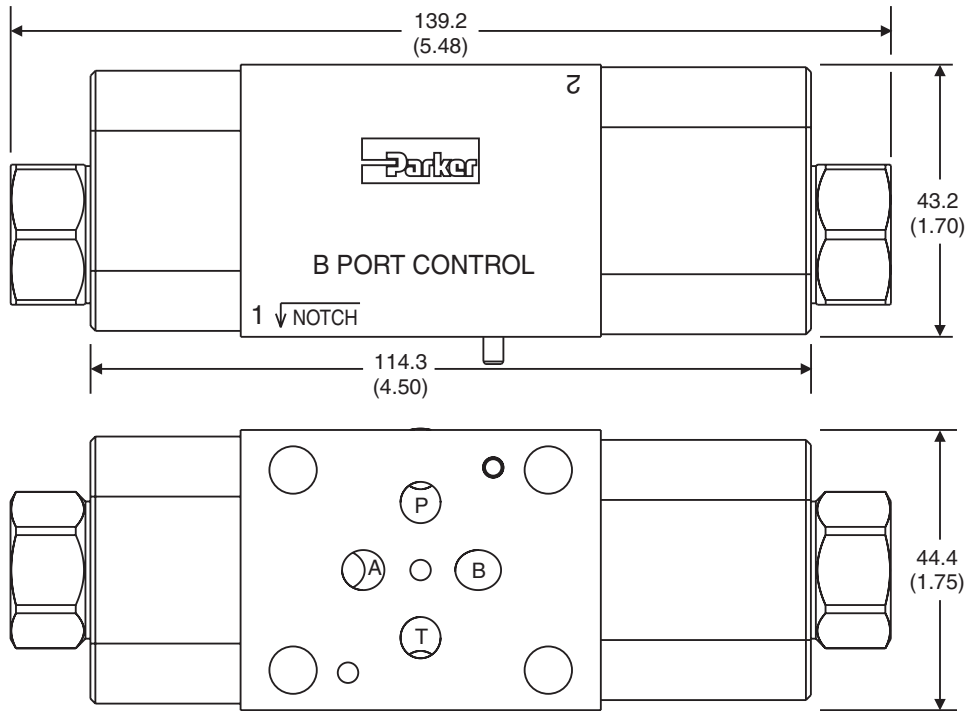 139.2
(5.48)
2
Parker
43.2
(1.70)
B PORT CONTROL
1 ↓ NOTCH
114.3
(4.50)
P
A B
T
44.4
(1.75)